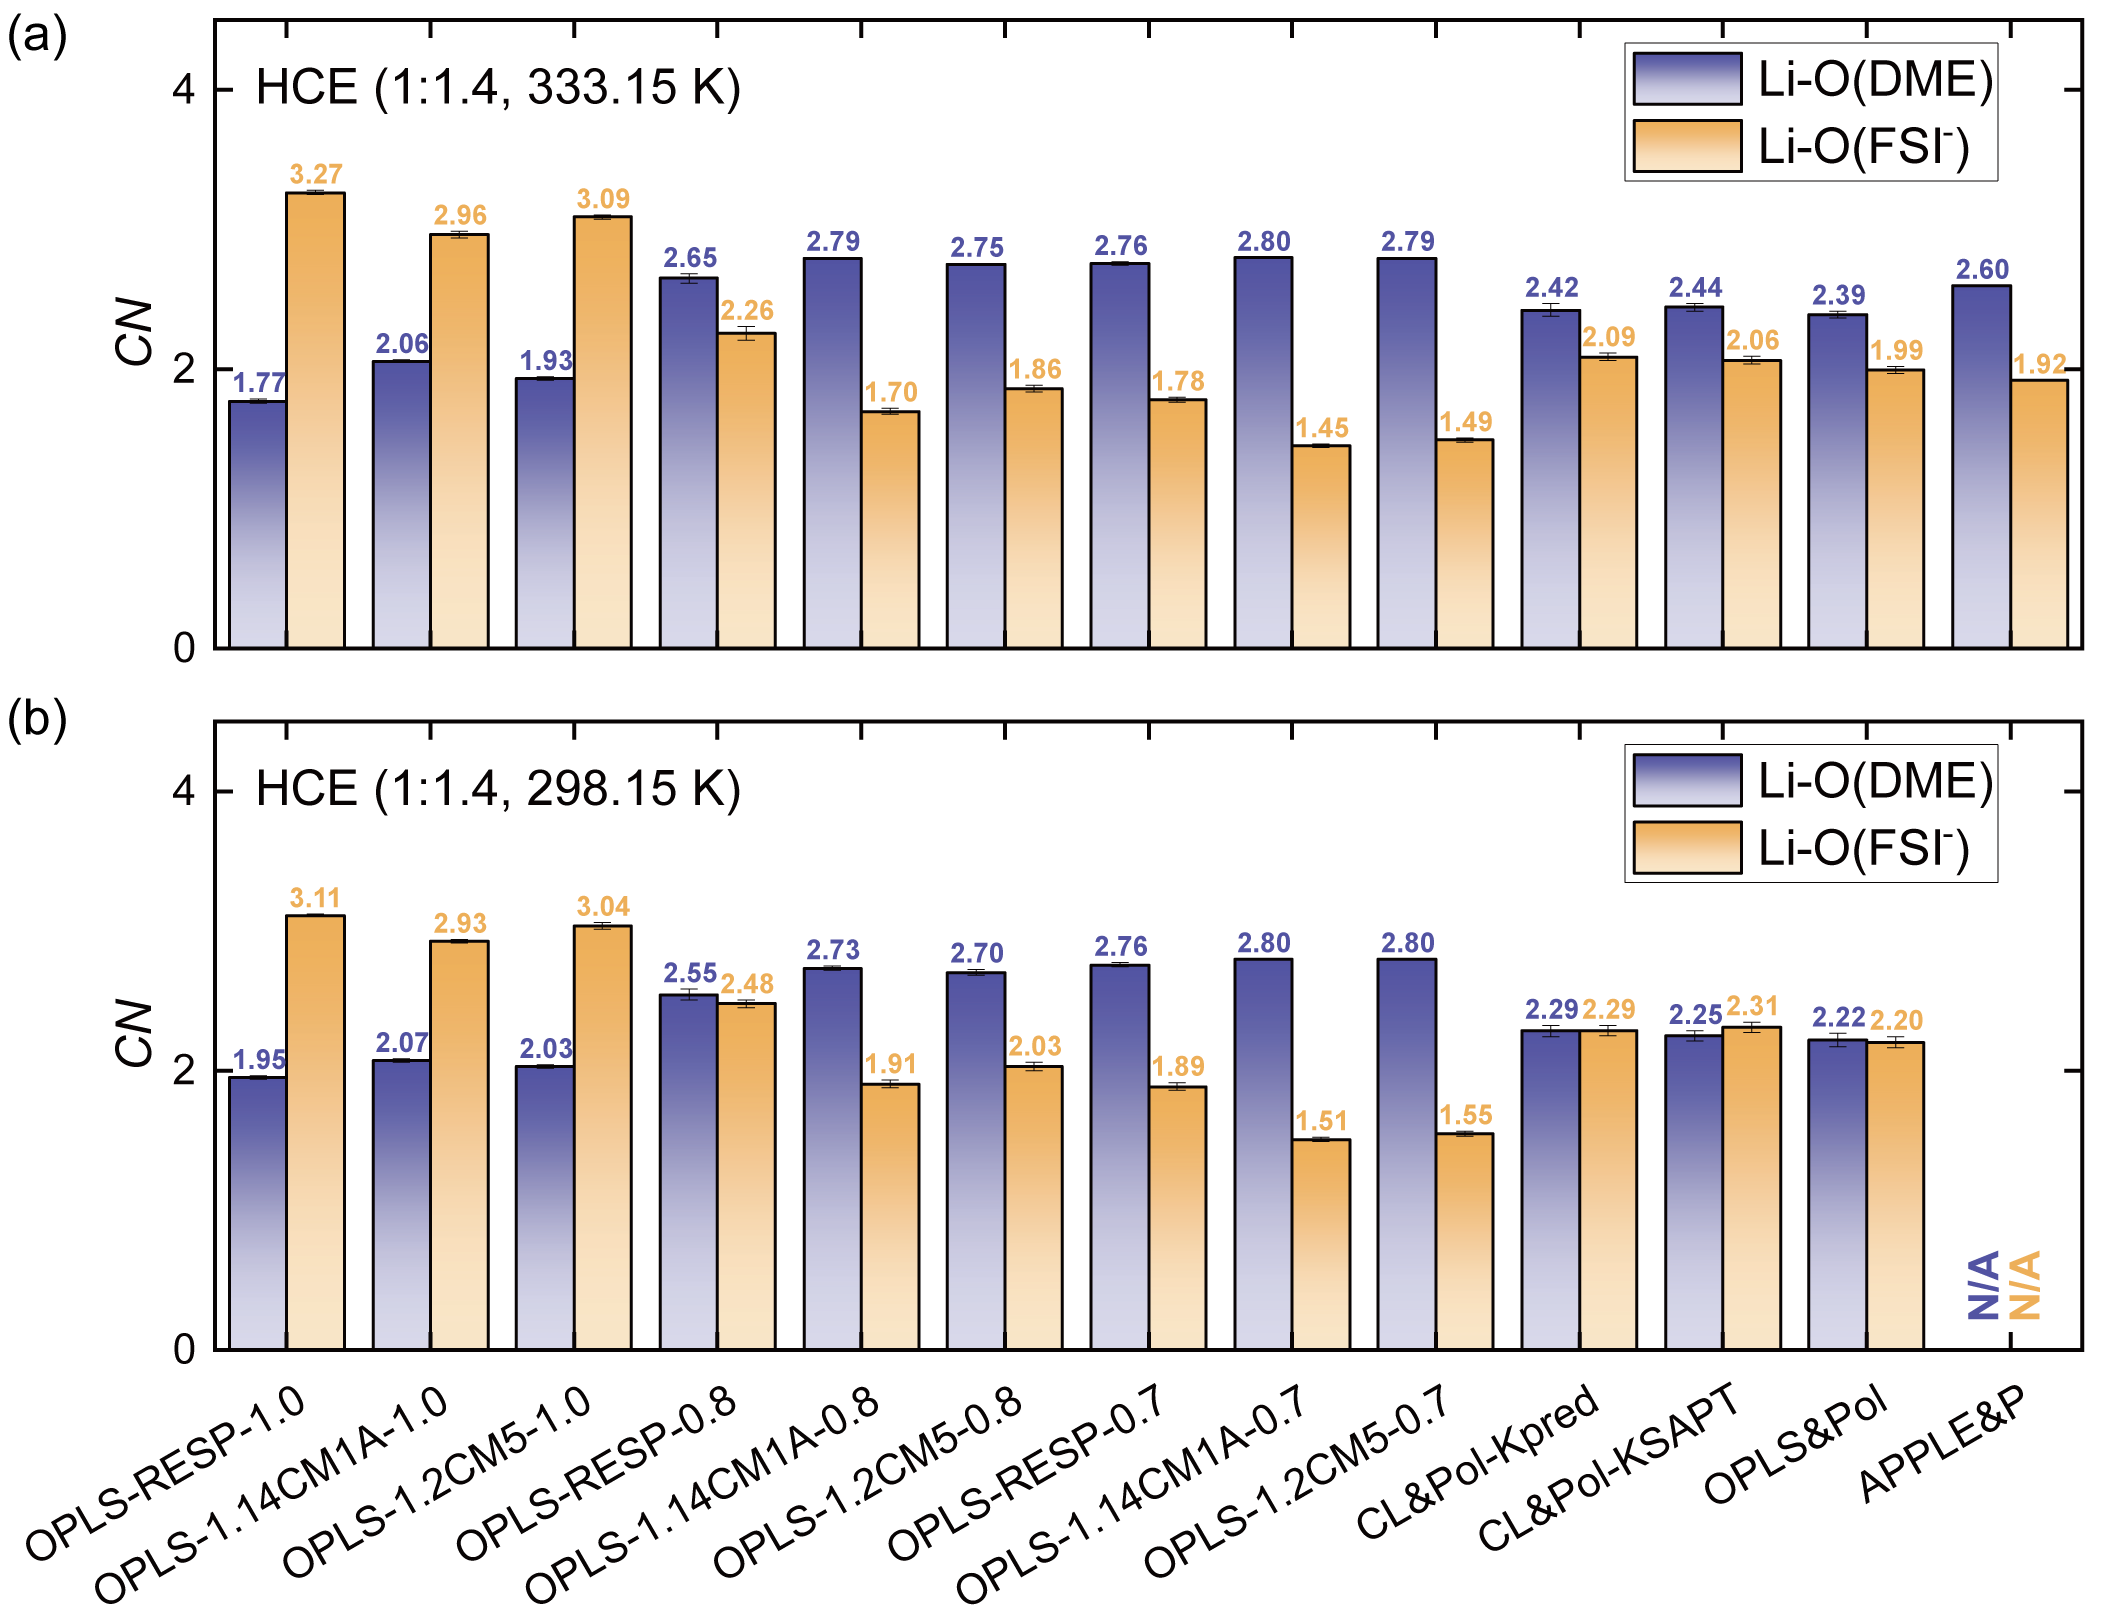 (a)
HCE (1:1.4, 333.15 K)
Li-O(DME)
Li-O(FSI-)
CN
4
2
0
1.77 3.27 2.06 2.96 1.93 3.09 2.65 2.26 2.79 1.70 2.75 1.86 2.76 1.78 2.80 1.45 2.79 1.49 2.42 2.09 2.44 2.06 2.39 1.99 2.60 1.92
(b)
HCE (1:1.4, 298.15 K)
Li-O(DME)
Li-O(FSI-)
CN
4
2
0
1.95 3.11 2.07 2.93 2.03 3.04 2.55 2.48 2.73 1.91 2.70 2.03 2.76 1.89 2.80 1.51 2.80 1.55 2.29 2.29 2.25 2.31 2.22 2.20 N/A N/A
OPLS-RESP-1.0
OPLS-1.14CM1A-1.0
OPLS-1.2CM5-1.0
OPLS-RESP-0.8
OPLS-1.14CM1A-0.8
OPLS-1.2CM5-0.8
OPLS-RESP-0.7
OPLS-1.14CM1A-0.7
OPLS-1.2CM5-0.7
CL&Pol-Kpred
CL&Pol-KSAPT
OPLS&Pol
APPLE&P